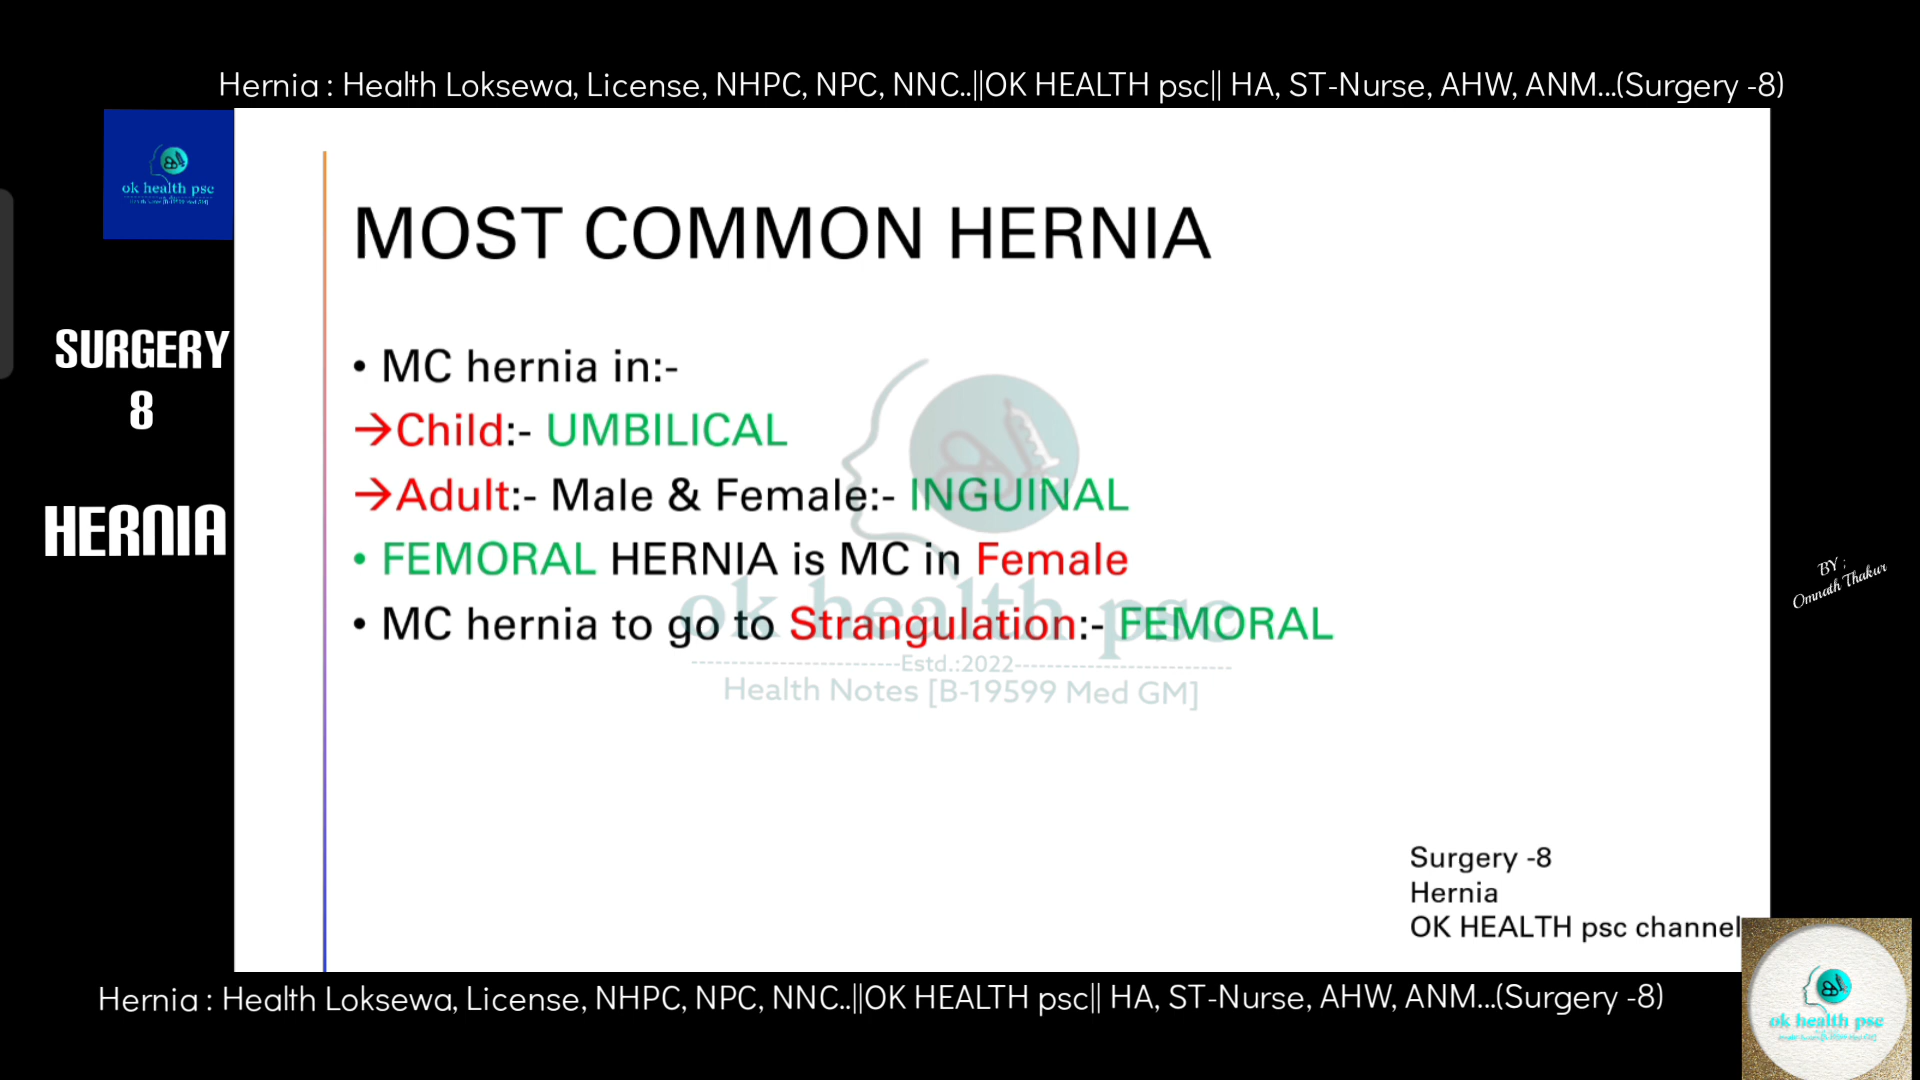 Hernia : Health Loksewa, License, NHPC, NPC, NNC..||OK HEALTH psc|| HA, ST-Nurse, AHW, ANM...(Surgery -8)
ok health psc
SURGERY
8
HERNIA
MOST COMMON HERNIA
• MC hernia in:-
→Child:- UMBILICAL
→Adult:- Male & Female:- INGUINAL
• FEMORAL HERNIA is MC in Female
• MC hernia to go to Strangulation:- FEMORAL
ok health psc
Estd.:2022
Health Notes [B-19599 Med GM]
BY ;
Omnath Thakur
Surgery -8
Hernia
OK HEALTH psc channel
ok health psc
Hernia : Health Loksewa, License, NHPC, NPC, NNC..||OK HEALTH psc|| HA, ST-Nurse, AHW, ANM...(Surgery -8)